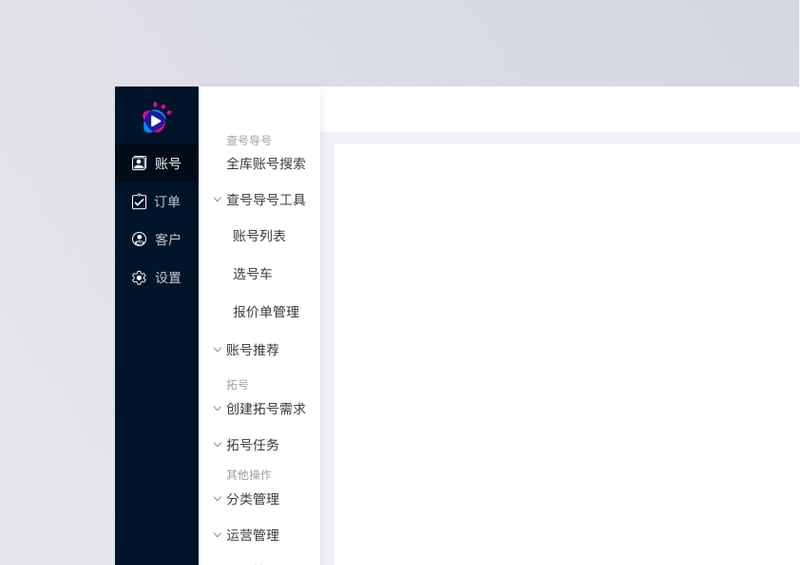 账号
订单
客户
设置
查号导号
全库账号搜索
查号导号工具
账号列表
选号车
报价单管理
账号推荐
拓号
创建拓号需求
拓号任务
其他操作
分类管理
运营管理